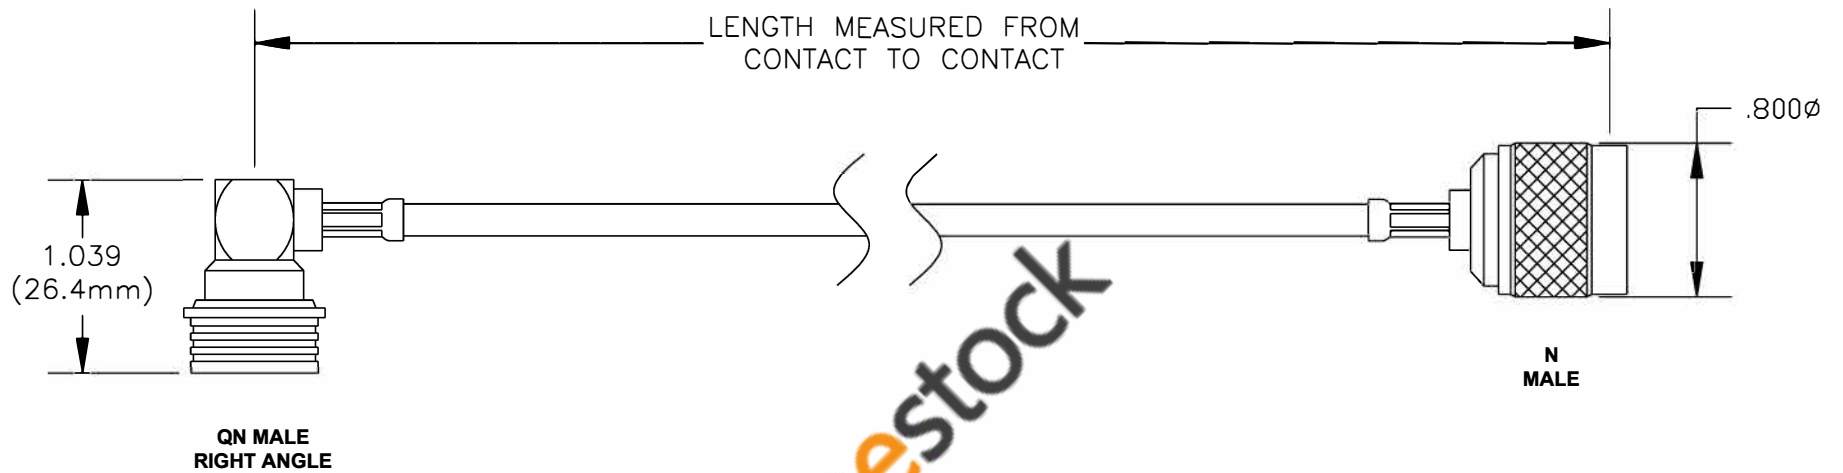 LENGTH MEASURED FROM
CONTACT TO CONTACT
.800ø
1.039
(26.4mm)
N
MALE
QN MALE
RIGHT ANGLE
estock